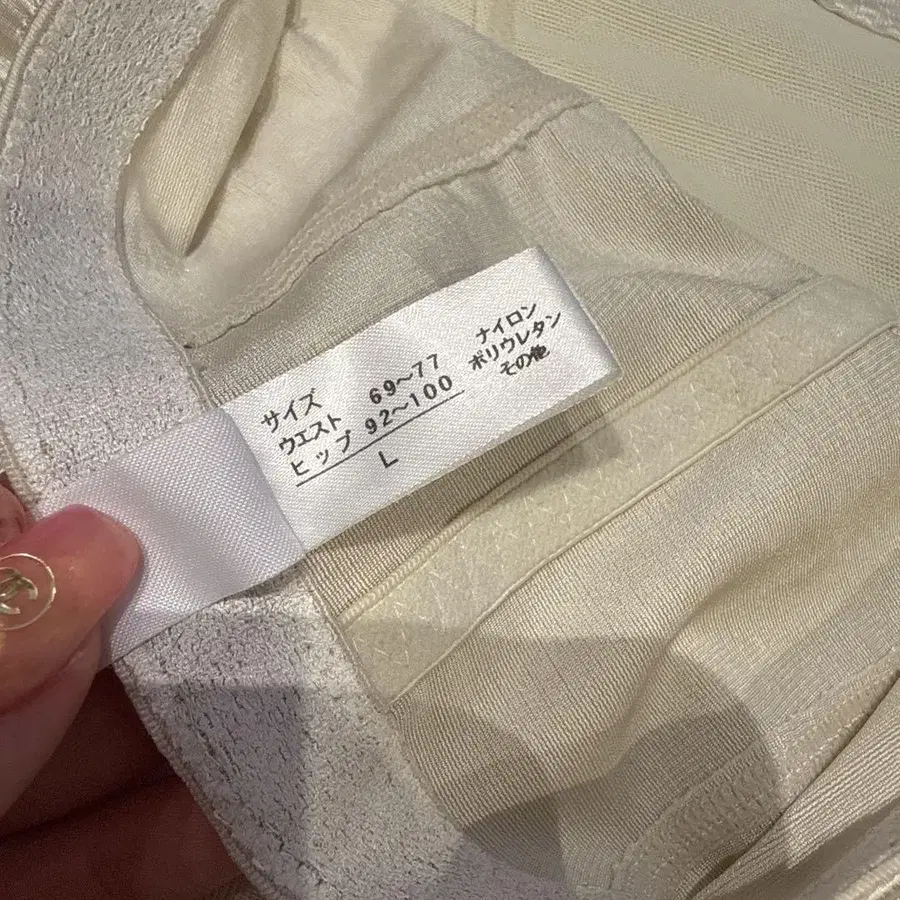 サイズ
ウエスト 69～77
ヒップ 92～100
L
ナイロン
ポリウレタン
その他